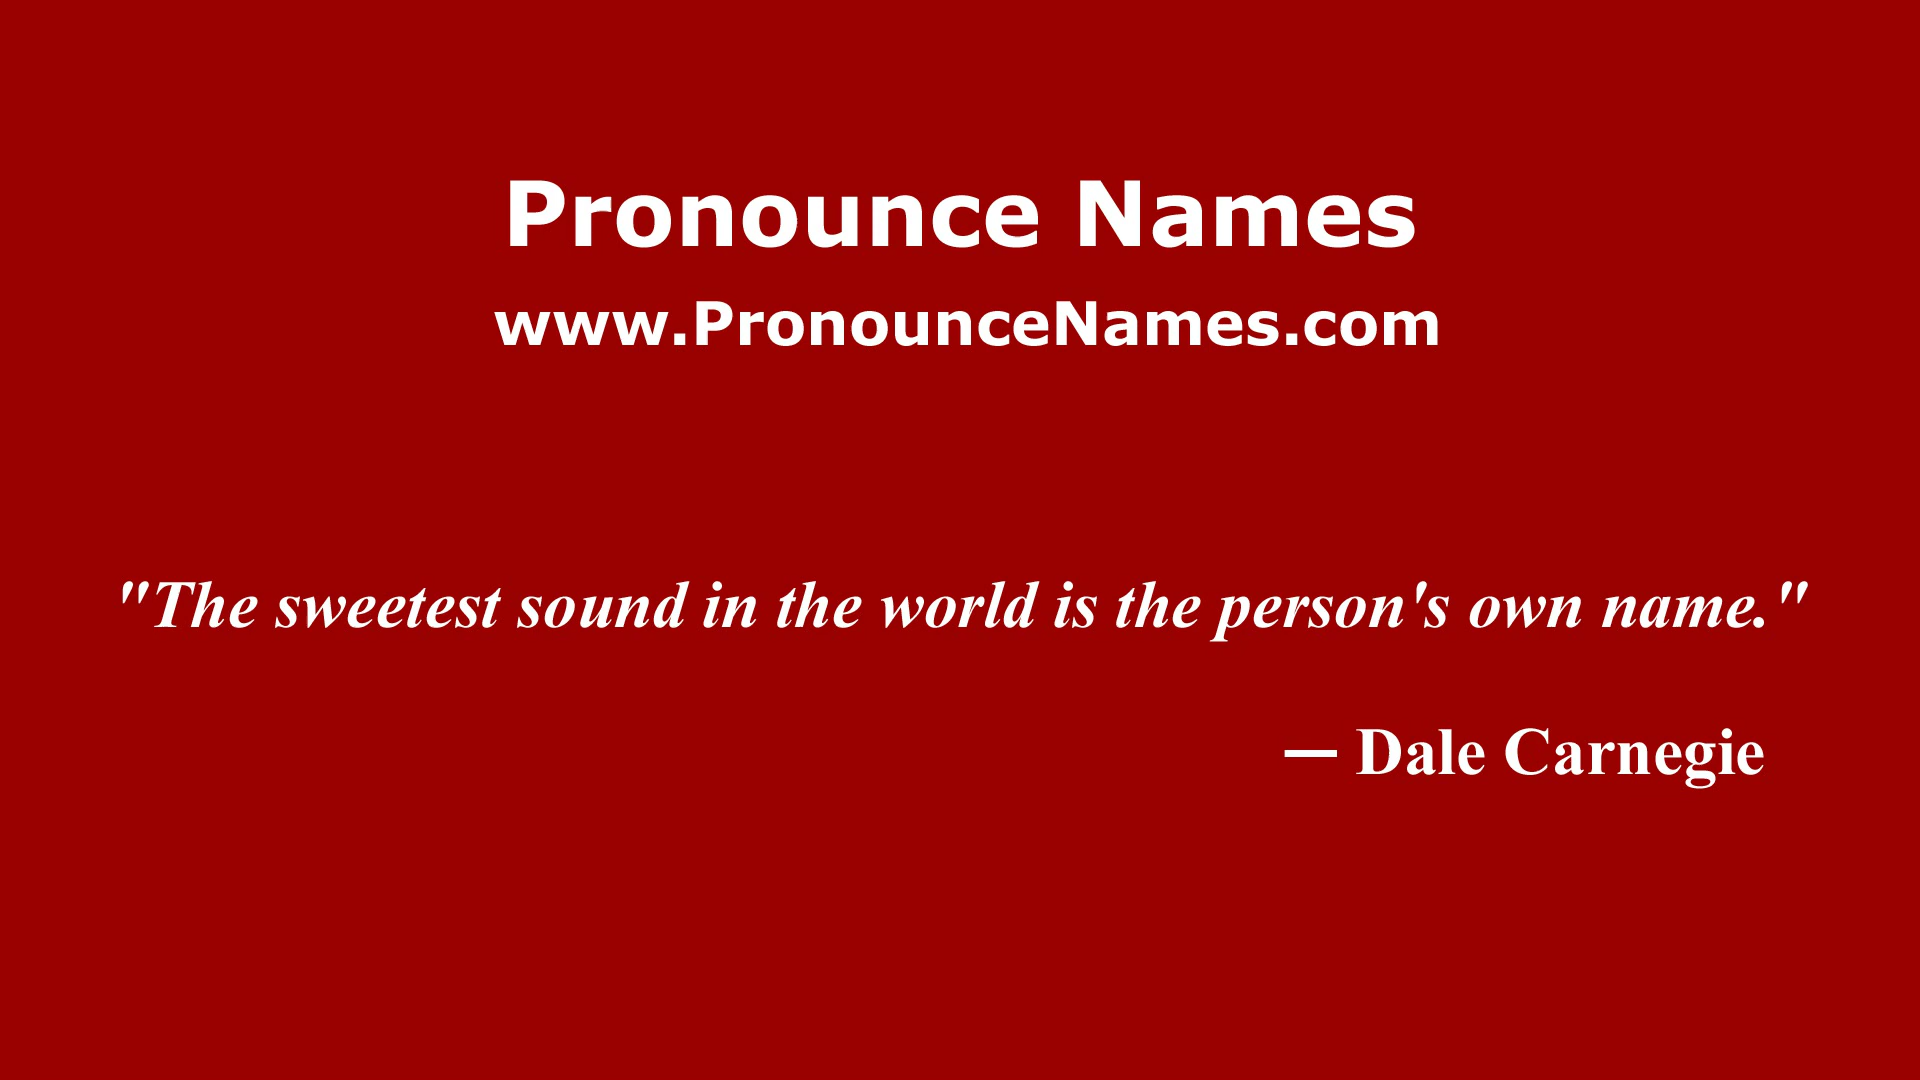 Pronounce Names
www.PronounceNames.com
"The sweetest sound in the world is the person's own name."
— Dale Carnegie